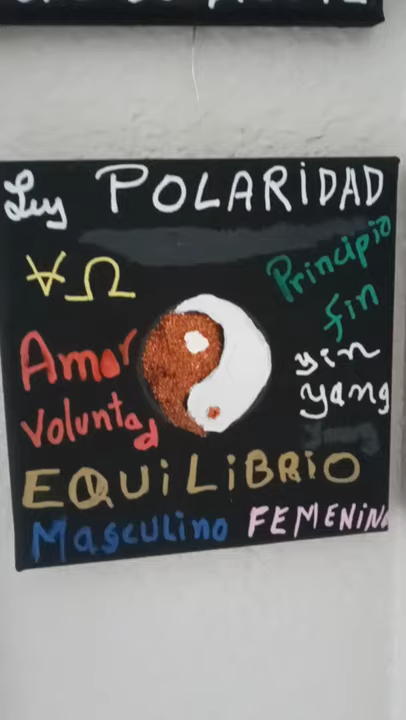 Ley POLARIDAD
∀Ω
Principio
fin
Amor
Voluntad
yin
yang
EQUILIBRIO
Masculino FEMENINO